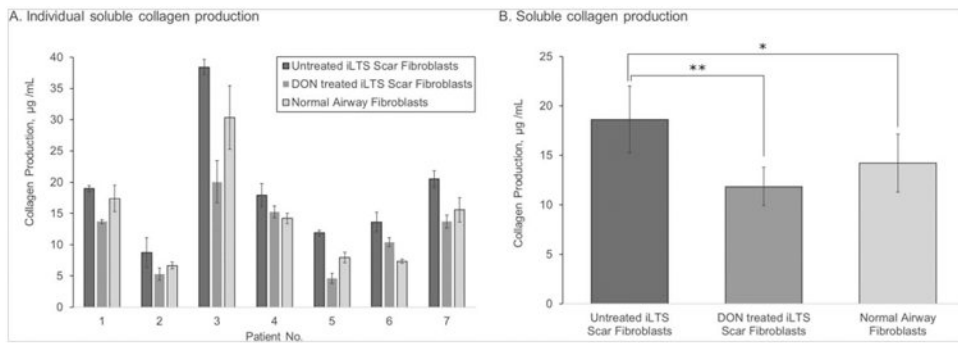 A. Individual soluble collagen production
40
35
30
25
20
15
10
5
0
Collagen Production, µg /mL
Untreated iLTS Scar Fibroblasts
DON treated iLTS Scar Fibroblasts
Normal Airway Fibroblasts
1 2 3 4 5 6 7
Patient No.
B. Soluble collagen production
25
20
15
10
5
0
Collagen Production, µg /mL
*
**
Untreated iLTS
Scar Fibroblasts
DON treated iLTS
Scar Fibroblasts
Normal Airway
Fibroblasts